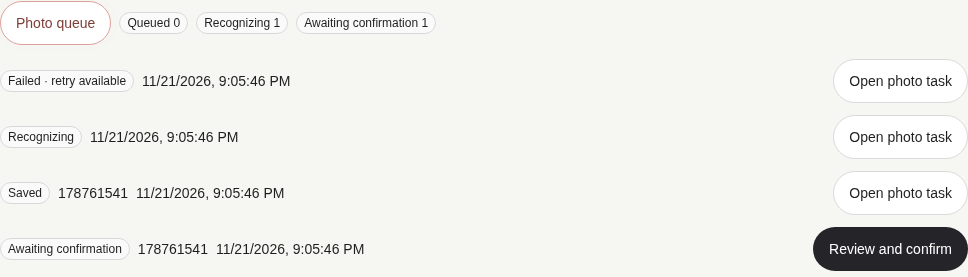 Photo queue Queued 0 Recognizing 1 Awaiting confirmation 1
Failed · retry available 11/21/2026, 9:05:46 PM Open photo task
Recognizing 11/21/2026, 9:05:46 PM Open photo task
Saved 178761541 11/21/2026, 9:05:46 PM Open photo task
Awaiting confirmation 178761541 11/21/2026, 9:05:46 PM Review and confirm